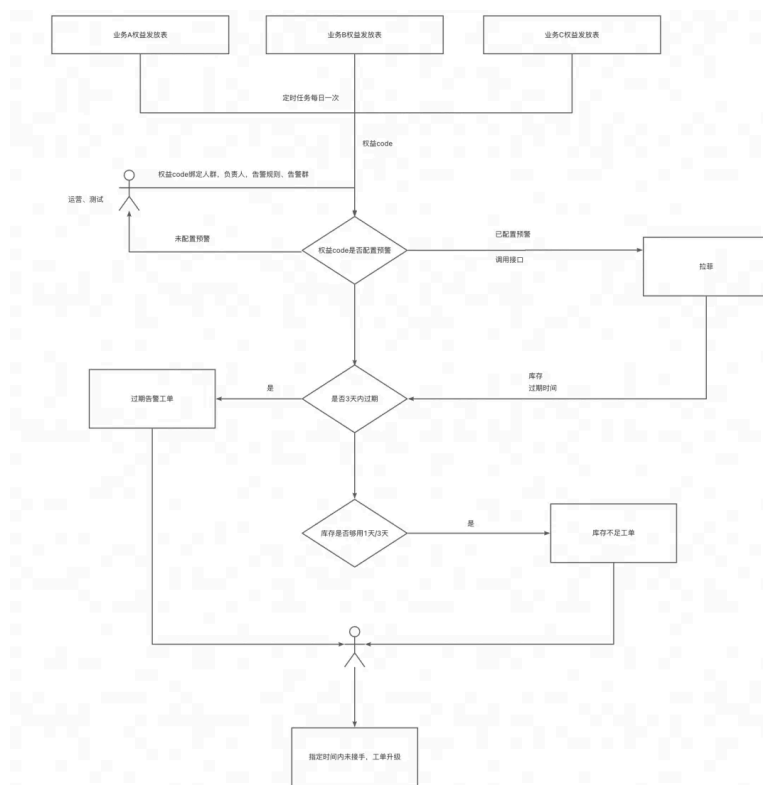 业务A权益发放表
业务B权益发放表
业务C权益发放表
定时任务每日一次
权益code
权益code绑定人群、负责人、告警规则、告警群
运营、测试
未配置预警
权益code是否配置预警
已配置预警
调用接口
拉菲
库存
过期时间
过期告警工单
是
是否3天内过期
库存是否够用1天/3天
是
库存不足工单
指定时间内未接手，工单升级